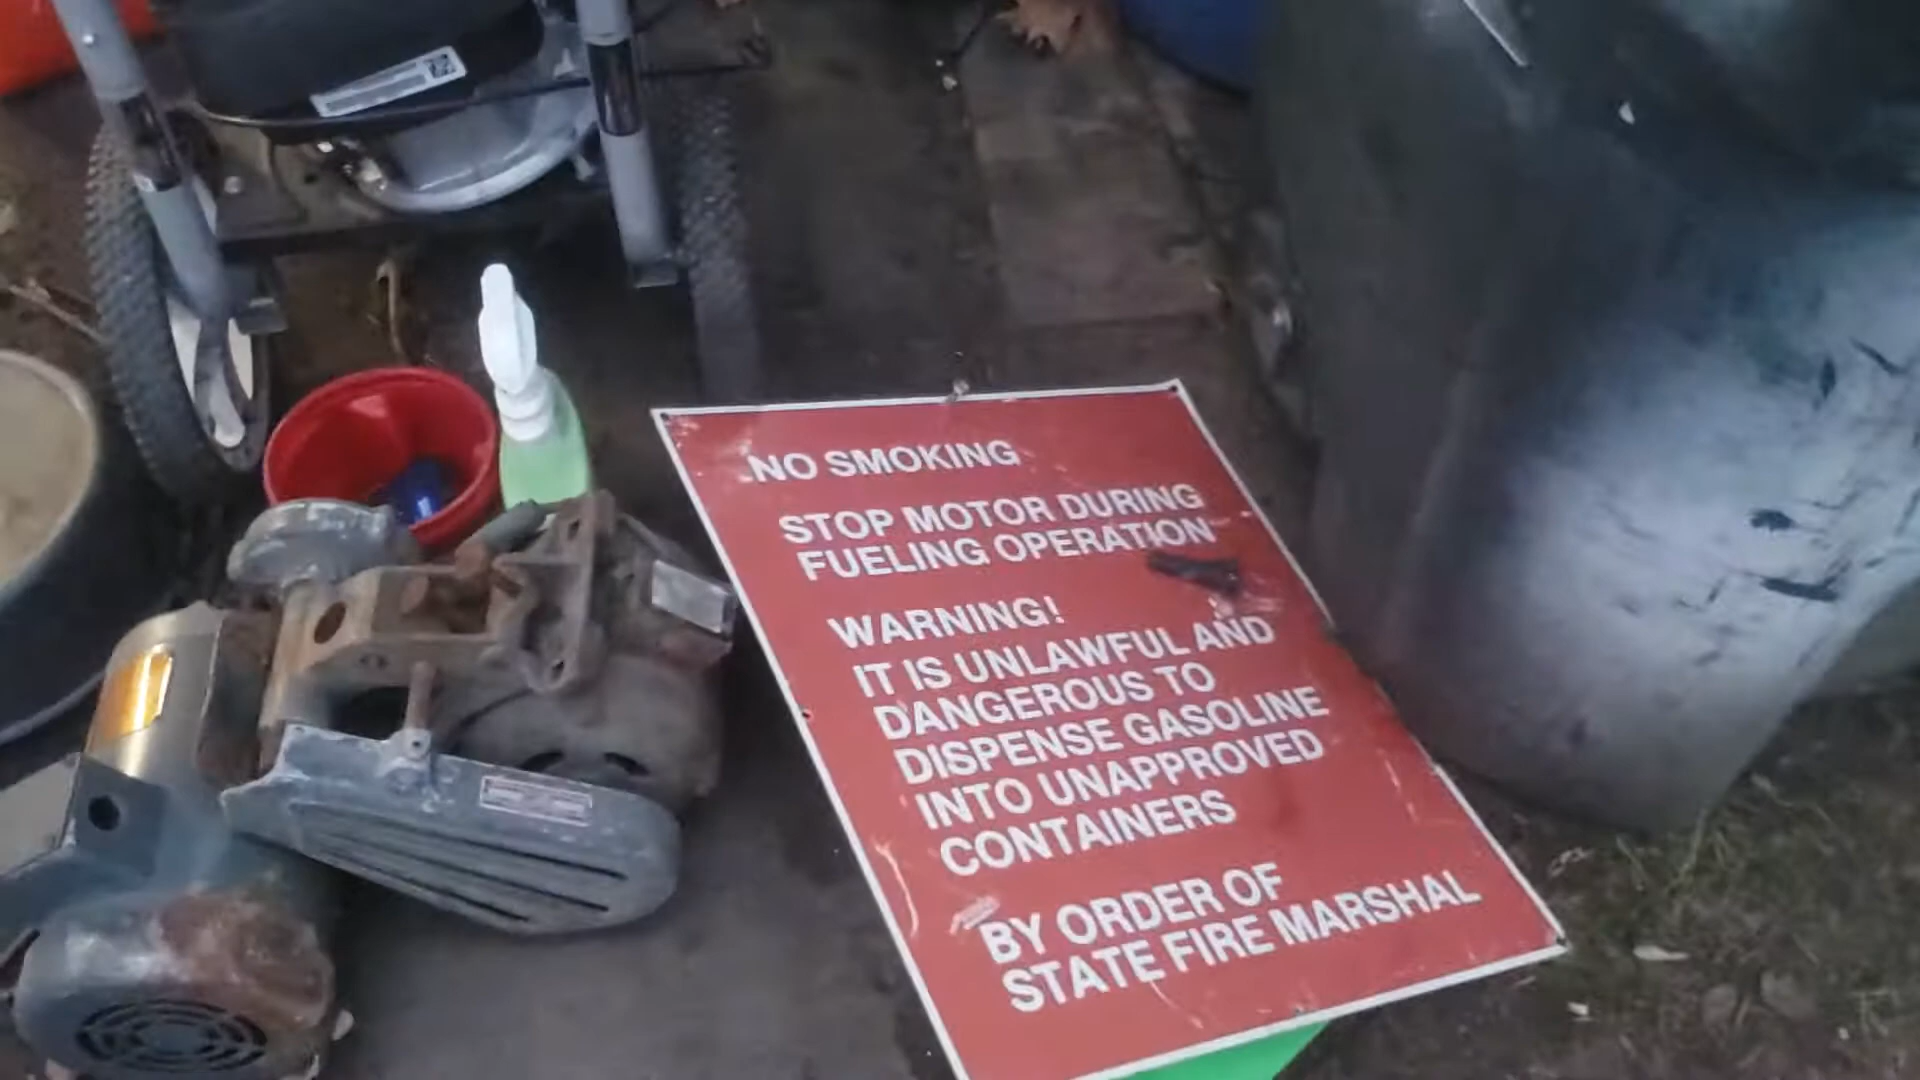 NO SMOKING
STOP MOTOR DURING
FUELING OPERATION
WARNING!
IT IS UNLAWFUL AND
DANGEROUS TO
DISPENSE GASOLINE
INTO UNAPPROVED
CONTAINERS
BY ORDER OF
STATE FIRE MARSHAL